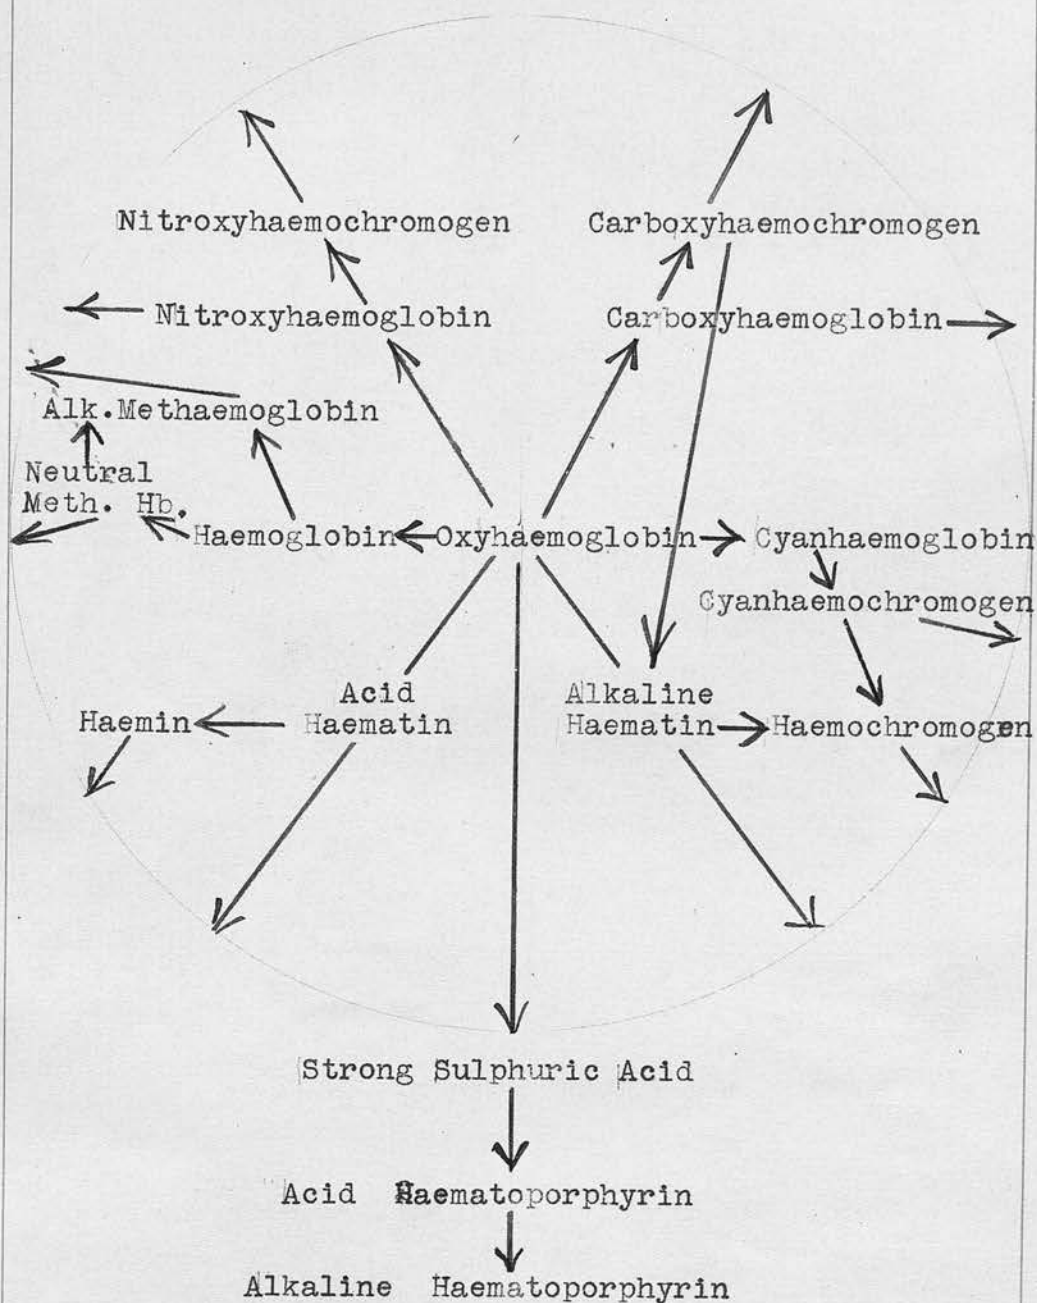 Nitroxyhaemochromogen Carboxyhaemochromogen
Nitroxyhaemoglobin Carboxyhaemoglobin
Alk.Methaemoglobin
Neutral
Meth. Hb.
Haemoglobin Oxyhaemoglobin Cyanhaemoglobin
Cyanhaemochromogen
Acid Alkaline
Haemin Haematin Haematin Haemochromogen
Strong Sulphuric Acid
Acid Haematoporphyrin
Alkaline Haematoporphyrin